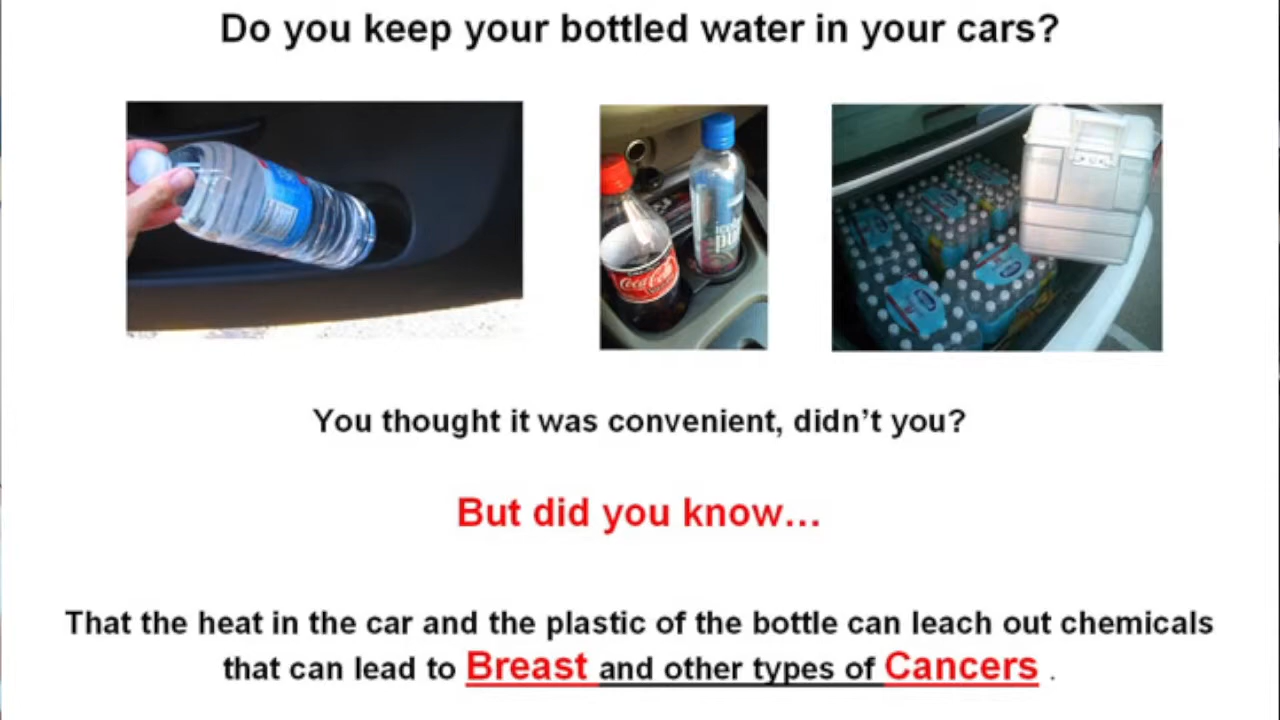 Do you keep your bottled water in your cars?
Coca-Cola
You thought it was convenient, didn’t you?
But did you know…
That the heat in the car and the plastic of the bottle can leach out chemicals
that can lead to Breast and other types of Cancers .